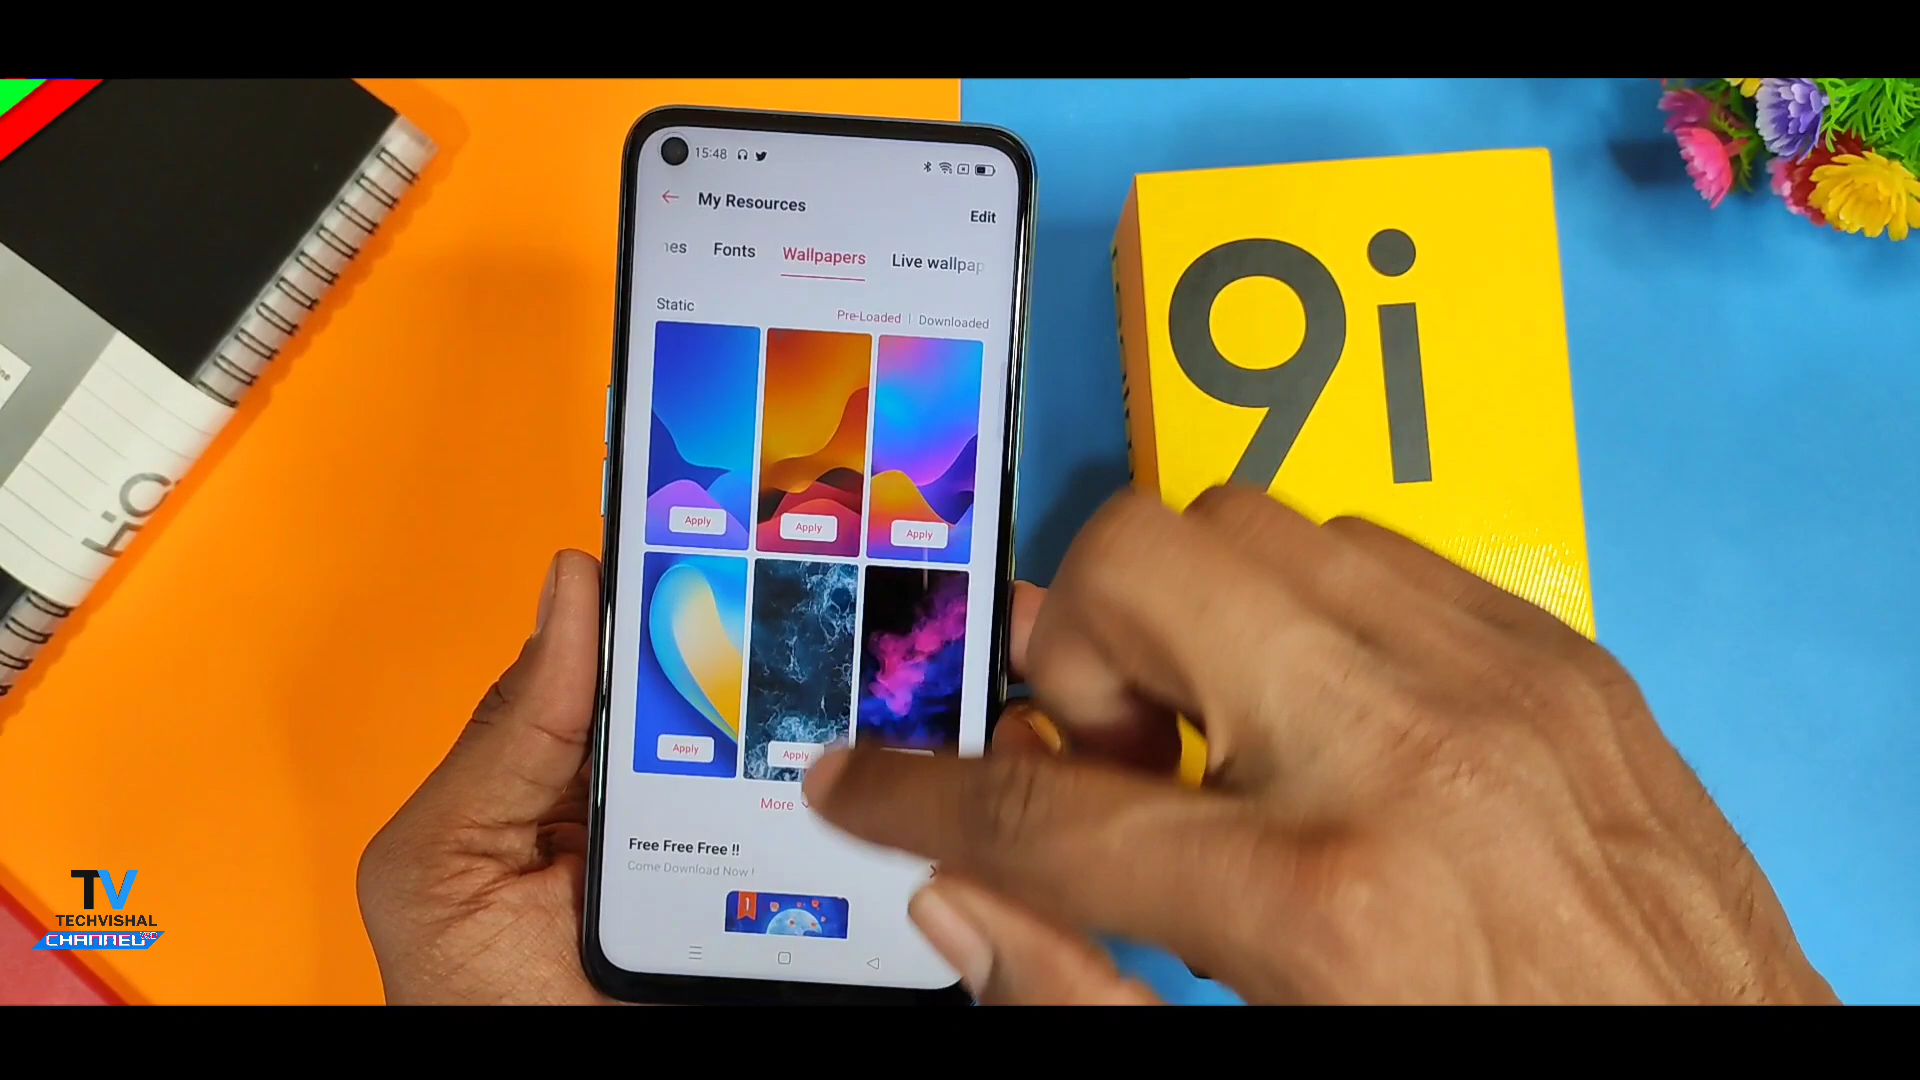 15:48
My Resources
Edit
Fonts
Wallpapers
Live wallpap
Static
Pre-Loaded | Downloaded
Apply
Apply
Apply
Apply
Apply
More
Free Free Free !!
Come Download Now !
1
9i
TV
TECHVISHAL
CHANNEL